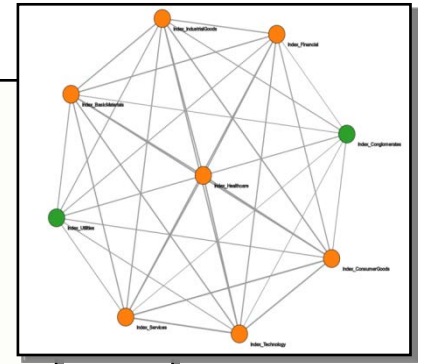 Index_IndustrialGoods
Index_Financial
Index_BasicMaterials
Index_Conglomerates
Index_Healthcare
Index_Utilities
Index_ConsumerGoods
Index_Services
Index_Technology